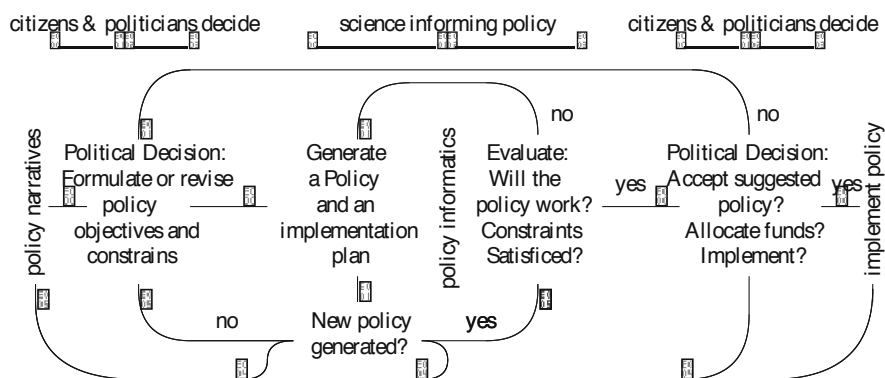 citizens & politicians decide
science informing policy
citizens & politicians decide
no
no
policy narratives
Political Decision:
Formulate or revise
policy
objectives and
constrains
Generate
a Policy
and an
implementation
plan
policy informatics
Evaluate:
Will the
policy work?
Constraints
Satisficed?
yes
Political Decision:
Accept suggested
policy?
Allocate funds?
Implement?
yes
implement policy
no
New policy
generated?
yes